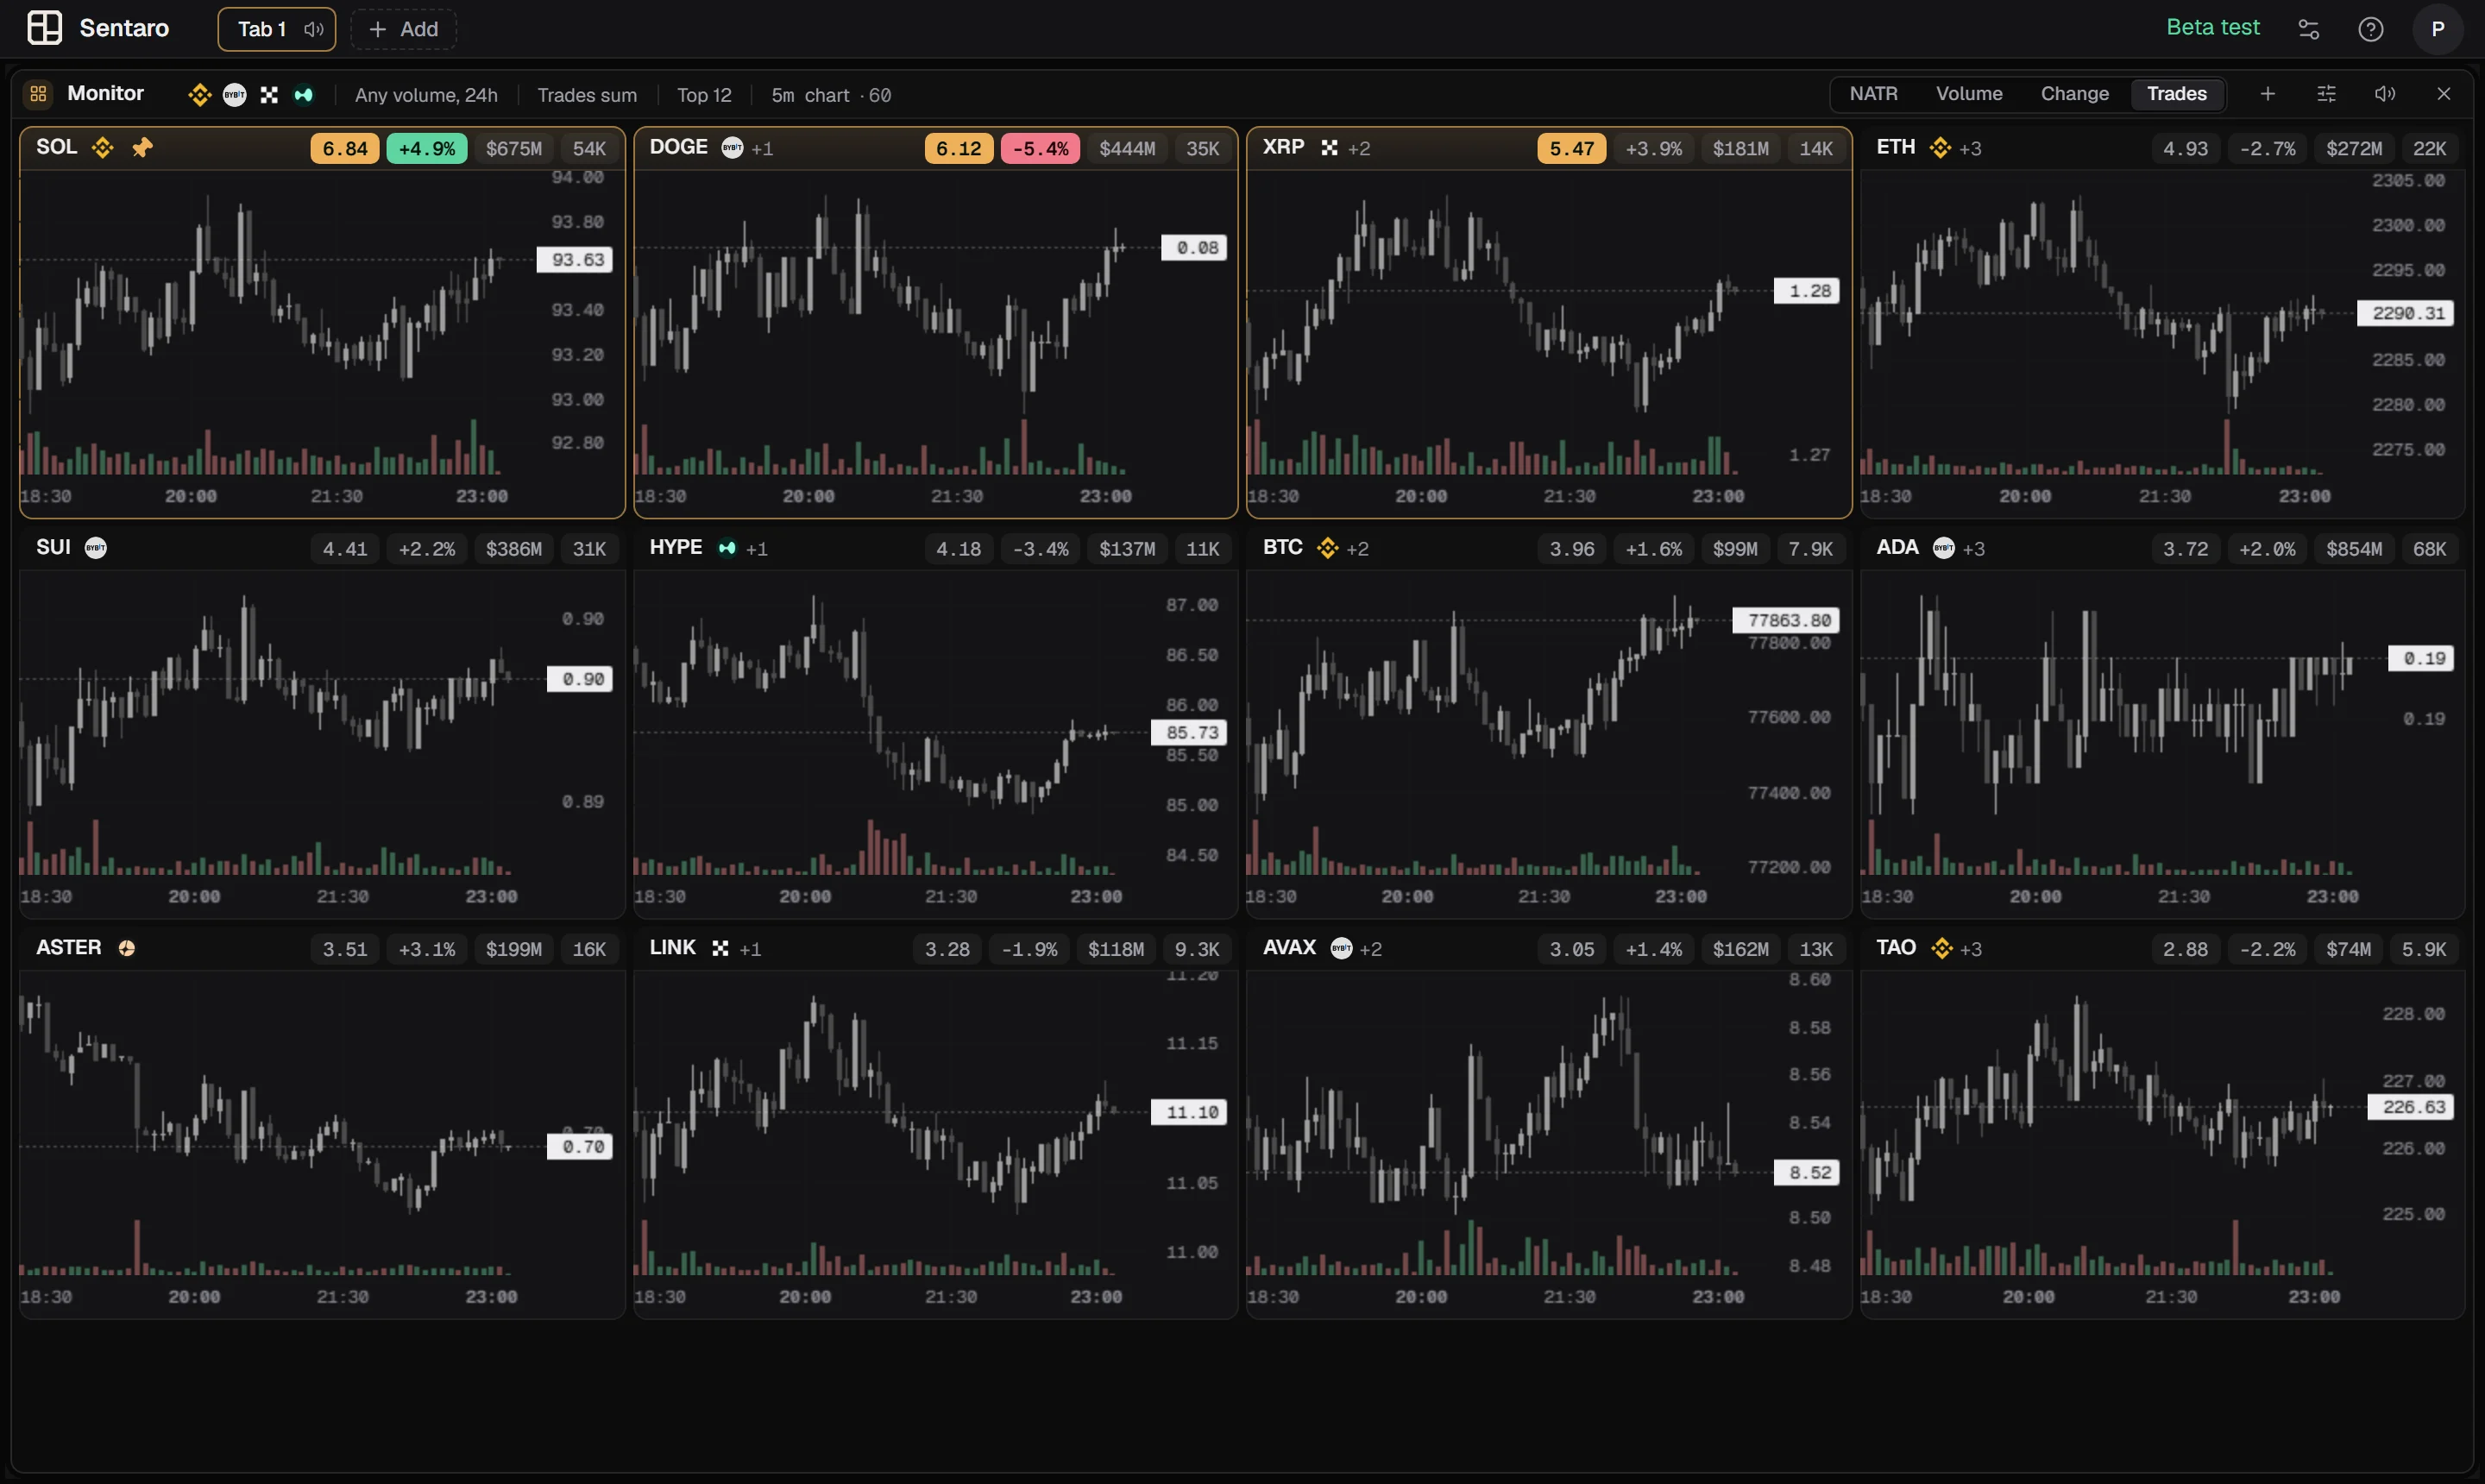 Sentaro Tab 1 Add Beta test P
Monitor BYBIT Any volume, 24h Trades sum Top 12 5m chart · 60 NATR Volume Change Trades
SOL 6.84 +4.9% $675M 54K
94.00
93.80
93.63
93.40
93.20
93.00
92.80
18:30 20:00 21:30 23:00
DOGE BYBIT +1 6.12 -5.4% $444M 35K
0.08
18:30 20:00 21:30 23:00
XRP +2 5.47 +3.9% $181M 14K
1.28
1.27
18:30 20:00 21:30 23:00
ETH +3 4.93 -2.7% $272M 22K
2305.00
2300.00
2295.00
2290.31
2285.00
2280.00
2275.00
18:30 20:00 21:30 23:00
SUI BYBIT 4.41 +2.2% $386M 31K
0.90
0.90
0.89
18:30 20:00 21:30 23:00
HYPE +1 4.18 -3.4% $137M 11K
87.00
86.50
86.00
85.73
85.50
85.00
84.50
18:30 20:00 21:30 23:00
BTC +2 3.96 +1.6% $99M 7.9K
77863.80
77800.00
77600.00
77400.00
77200.00
18:30 20:00 21:30 23:00
ADA BYBIT +3 3.72 +2.0% $854M 68K
0.19
0.19
18:30 20:00 21:30 23:00
ASTER 3.51 +3.1% $199M 16K
0.70
0.70
18:30 20:00 21:30 23:00
LINK +1 3.28 -1.9% $118M 9.3K
11.20
11.15
11.10
11.05
11.00
18:30 20:00 21:30 23:00
AVAX BYBIT +2 3.05 +1.4% $162M 13K
8.60
8.58
8.56
8.54
8.52
8.50
8.48
18:30 20:00 21:30 23:00
TAO +3 2.88 -2.2% $74M 5.9K
228.00
227.00
226.63
226.00
225.00
18:30 20:00 21:30 23:00